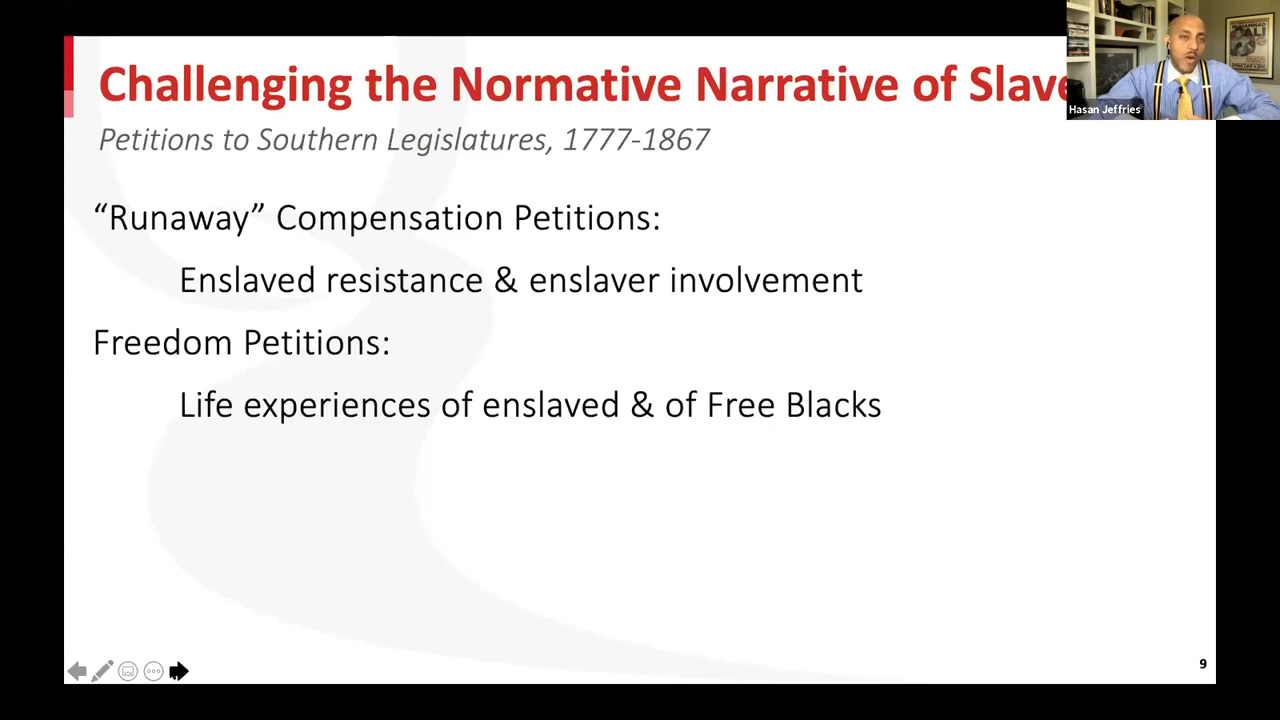 Challenging the Normative Narrative of Slave
Petitions to Southern Legislatures, 1777-1867
“Runaway” Compensation Petitions:
Enslaved resistance & enslaver involvement
Freedom Petitions:
Life experiences of enslaved & of Free Blacks
9
ALI
Hasan Jeffries